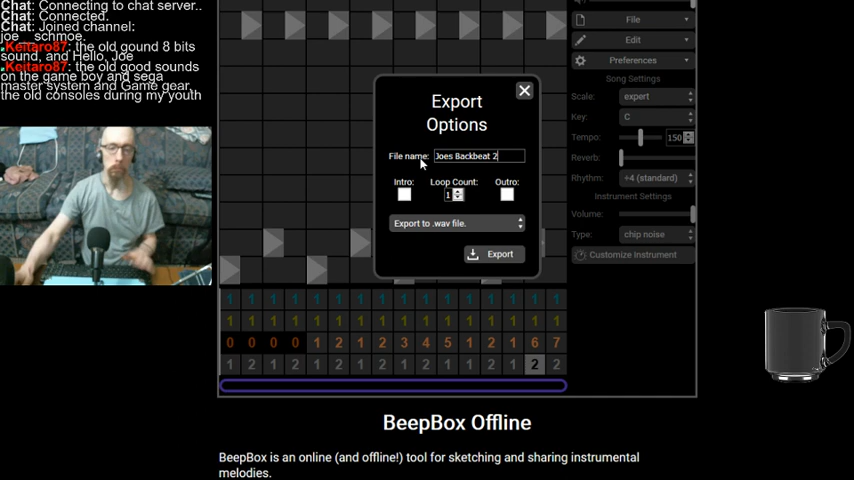 Chat: Connecting to chat server..
Chat: Connected.
Chat: Joined channel:
joe__schmoe.
Keitaro87: the old gound 8 bits
sound, and Hello, Joe
Keitaro87: the old good sounds
on the game boy and sega
master system and Game gear,
the old consoles during my youth
File
Edit
Preferences
Song Settings
Scale: expert
Key: C
Tempo: 150
Reverb:
Rhythm: ÷4 (standard)
Instrument Settings
Volume:
Type: chip noise
Customize Instrument
Export
Options
File name: Joes Backbeat 2
Intro: Loop Count: Outro:
1
Export to .wav file.
Export
1 1 1 1 1 1 1 1 1 1 1 1 1 1 1 1
1 1 1 1 1 1 1 1 1 1 1 1 1 1 1 1
0 0 0 0 1 2 1 2 3 4 5 1 2 1 6 7
1 2 1 2 1 2 1 2 1 2 1 2 1 2 2
BeepBox Offline
BeepBox is an online (and offline!) tool for sketching and sharing instrumental
melodies.